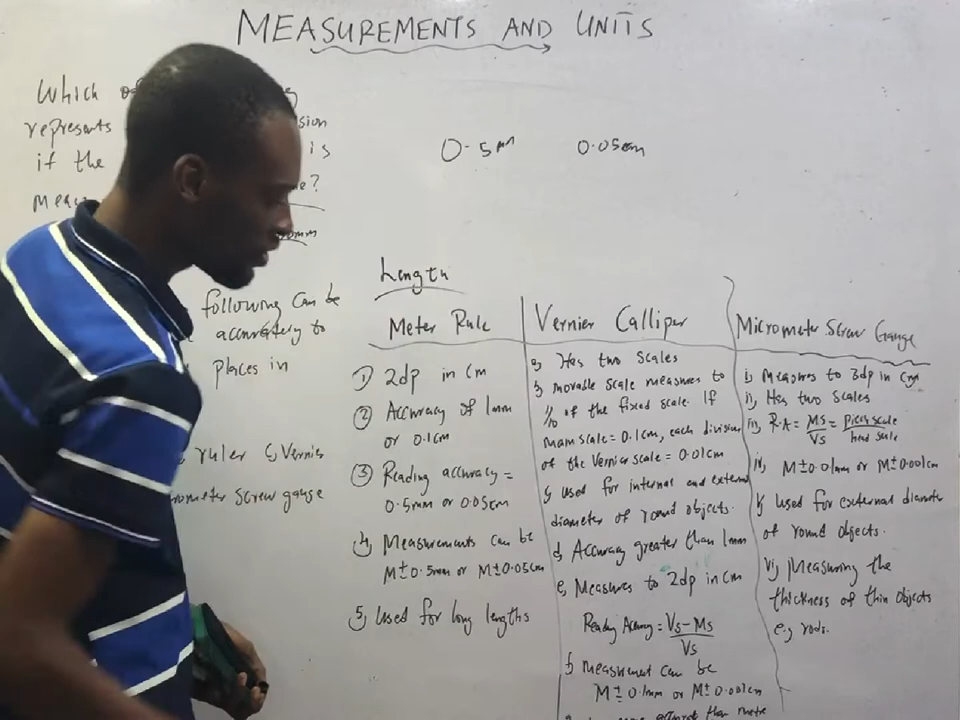 MEASUREMENTS AND UNITS
Which
represents sion
if the is
?
mm
following can be
accurately to
places in
ruler Vernier
screw gauge
0.5mm 0.05cm
Length
Meter Rule
① 2dp in cm
② Accuracy of 1mm
or 0.1cm
③ Reading accuracy =
0.5mm or 0.05cm
4 Measurements can be
M±0.5mm or M±0.05cm
5 Used for long lengths
Vernier Calliper
a) Has two scales
b) movable scale measures to
1/10 of the fixed scale. If
main scale = 0.1cm, each division
of the Vernier scale = 0.01cm
c) used for internal and external
diameter of round objects.
d) Accuracy greater than 1mm
e) Measures to 2dp in cm
Reading Accuracy = Vs - Ms
Vs
f) measurement can be
M± 0.1mm or M± 0.001cm
than metre
Micrometer Screw Gauge
i) Measures to 3dp in cm
ii) Has two scales
iii) R.A = MS/VS =
scale
iv) M±0.01mm or M±0.001cm
v) used for external diameter
of round objects.
vi) Measuring the
thickness of thin objects
e.g rods.